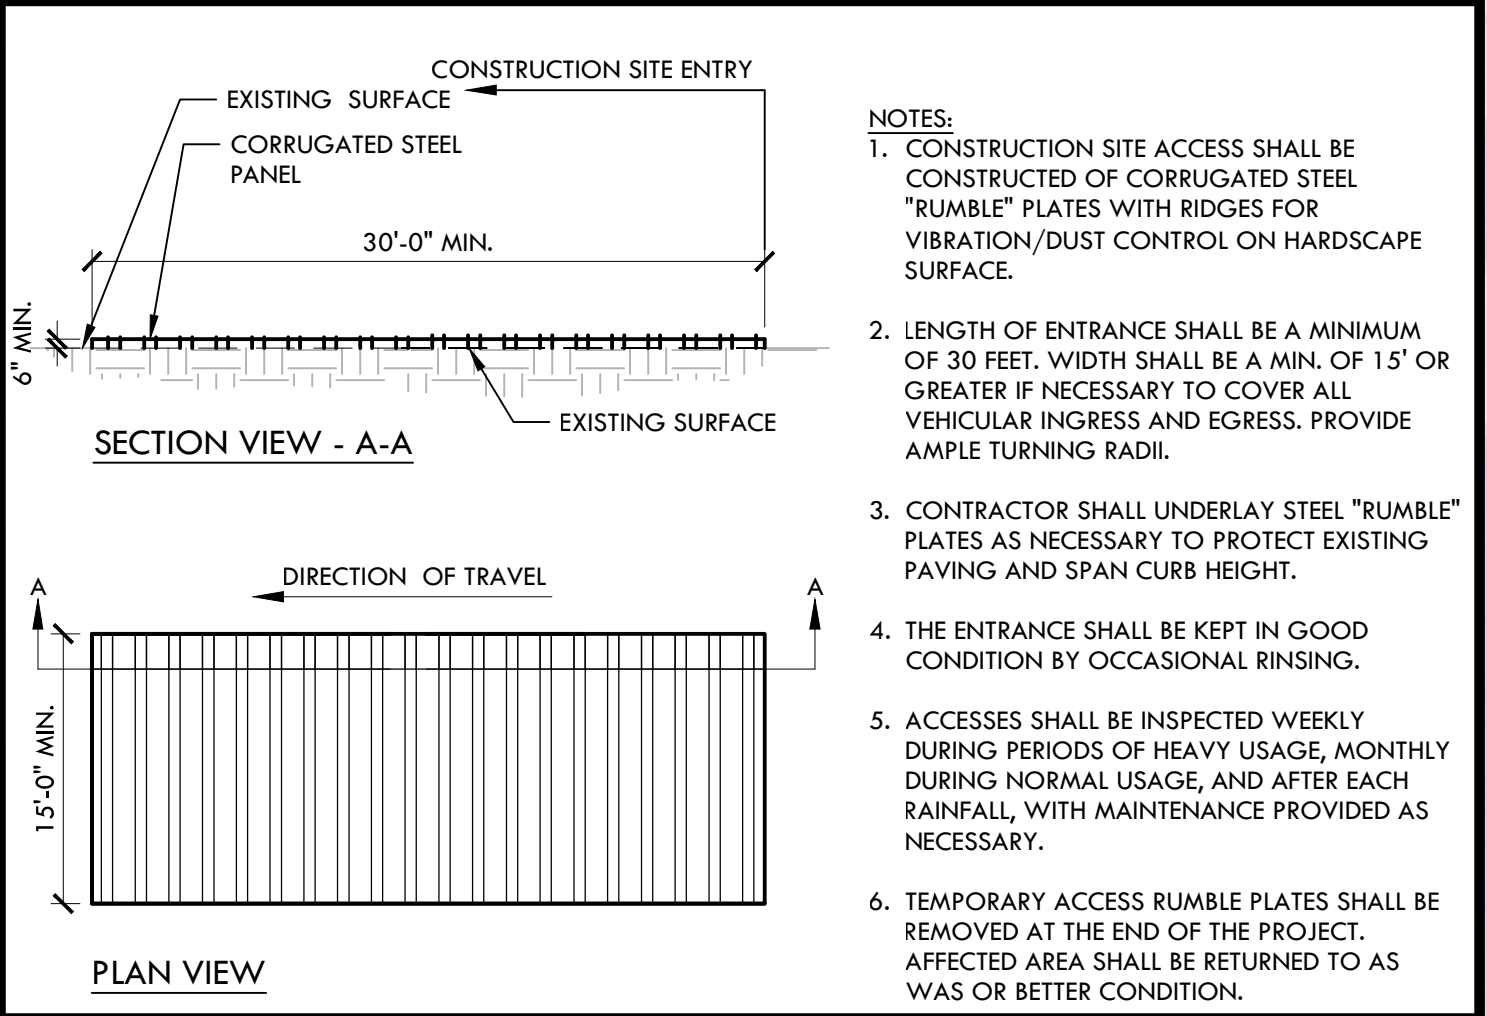 CONSTRUCTION SITE ENTRY
EXISTING SURFACE
CORRUGATED STEEL
PANEL
30'-0" MIN.
6" MIN.
EXISTING SURFACE
SECTION VIEW - A-A
DIRECTION OF TRAVEL
A
A
15'-0" MIN.
PLAN VIEW
NOTES:
1. CONSTRUCTION SITE ACCESS SHALL BE
CONSTRUCTED OF CORRUGATED STEEL
"RUMBLE" PLATES WITH RIDGES FOR
VIBRATION/DUST CONTROL ON HARDSCAPE
SURFACE.
2. LENGTH OF ENTRANCE SHALL BE A MINIMUM
OF 30 FEET. WIDTH SHALL BE A MIN. OF 15' OR
GREATER IF NECESSARY TO COVER ALL
VEHICULAR INGRESS AND EGRESS. PROVIDE
AMPLE TURNING RADII.
3. CONTRACTOR SHALL UNDERLAY STEEL "RUMBLE"
PLATES AS NECESSARY TO PROTECT EXISTING
PAVING AND SPAN CURB HEIGHT.
4. THE ENTRANCE SHALL BE KEPT IN GOOD
CONDITION BY OCCASIONAL RINSING.
5. ACCESSES SHALL BE INSPECTED WEEKLY
DURING PERIODS OF HEAVY USAGE, MONTHLY
DURING NORMAL USAGE, AND AFTER EACH
RAINFALL, WITH MAINTENANCE PROVIDED AS
NECESSARY.
6. TEMPORARY ACCESS RUMBLE PLATES SHALL BE
REMOVED AT THE END OF THE PROJECT.
AFFECTED AREA SHALL BE RETURNED TO AS
WAS OR BETTER CONDITION.